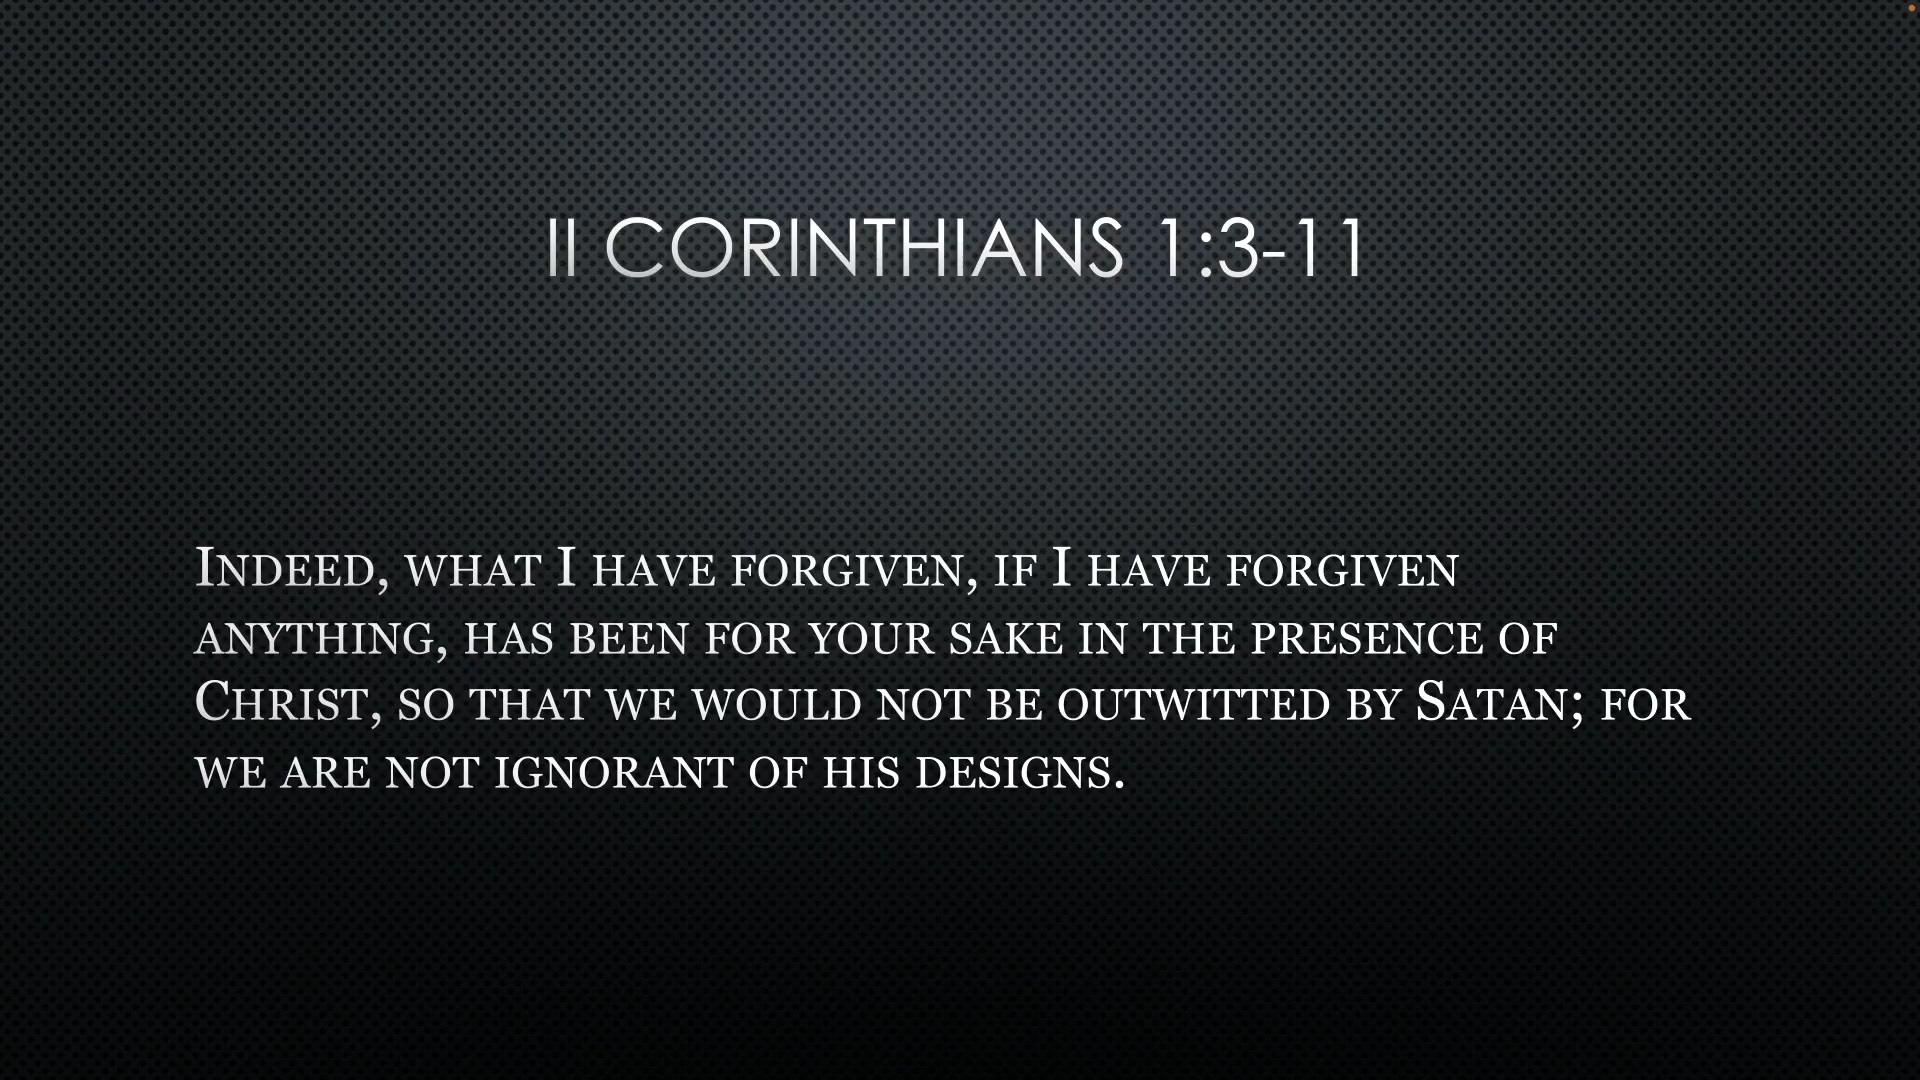 II CORINTHIANS 1:3-11
Indeed, what I have forgiven, if I have forgiven
anything, has been for your sake in the presence of
Christ, so that we would not be outwitted by Satan; for
we are not ignorant of his designs.